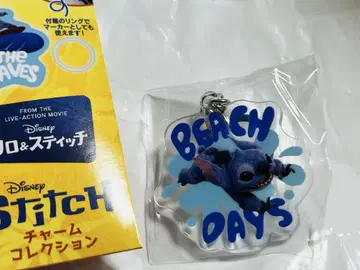 付属のリングで
マーカーとしても
使えます!
THE
WAVES
FROM THE
LIVE-ACTION MOVIE
Disney
リロ&スティッチ
Disney
Stitch
チャーム
コレクション
BEACH
DAYS